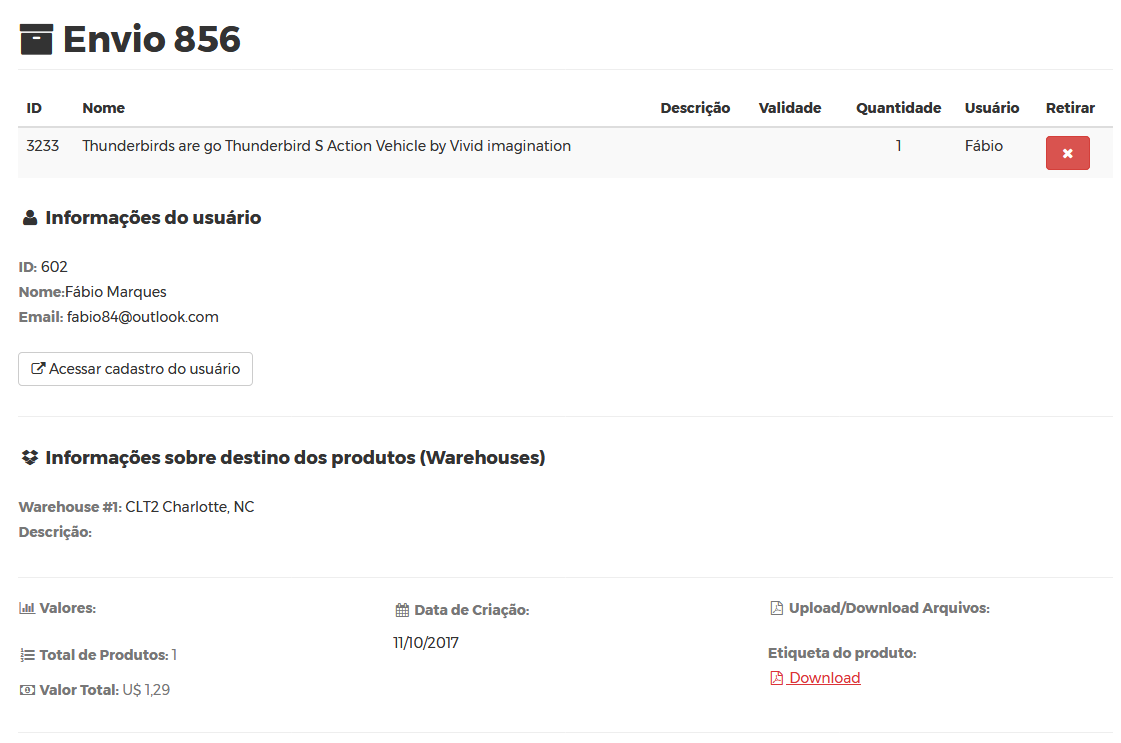 Envio 856
ID Nome Descrição Validade Quantidade Usuário Retirar
3233 Thunderbirds are go Thunderbird S Action Vehicle by Vivid imagination 1 Fábio
Informações do usuário
ID: 602
Nome:Fábio Marques
Email: fabio84@outlook.com
Acessar cadastro do usuário
Informações sobre destino dos produtos (Warehouses)
Warehouse #1: CLT2 Charlotte, NC
Descrição:
Valores:
Total de Produtos: 1
Valor Total: U$ 1,29
Data de Criação:
11/10/2017
Upload/Download Arquivos:
Etiqueta do produto:
Download